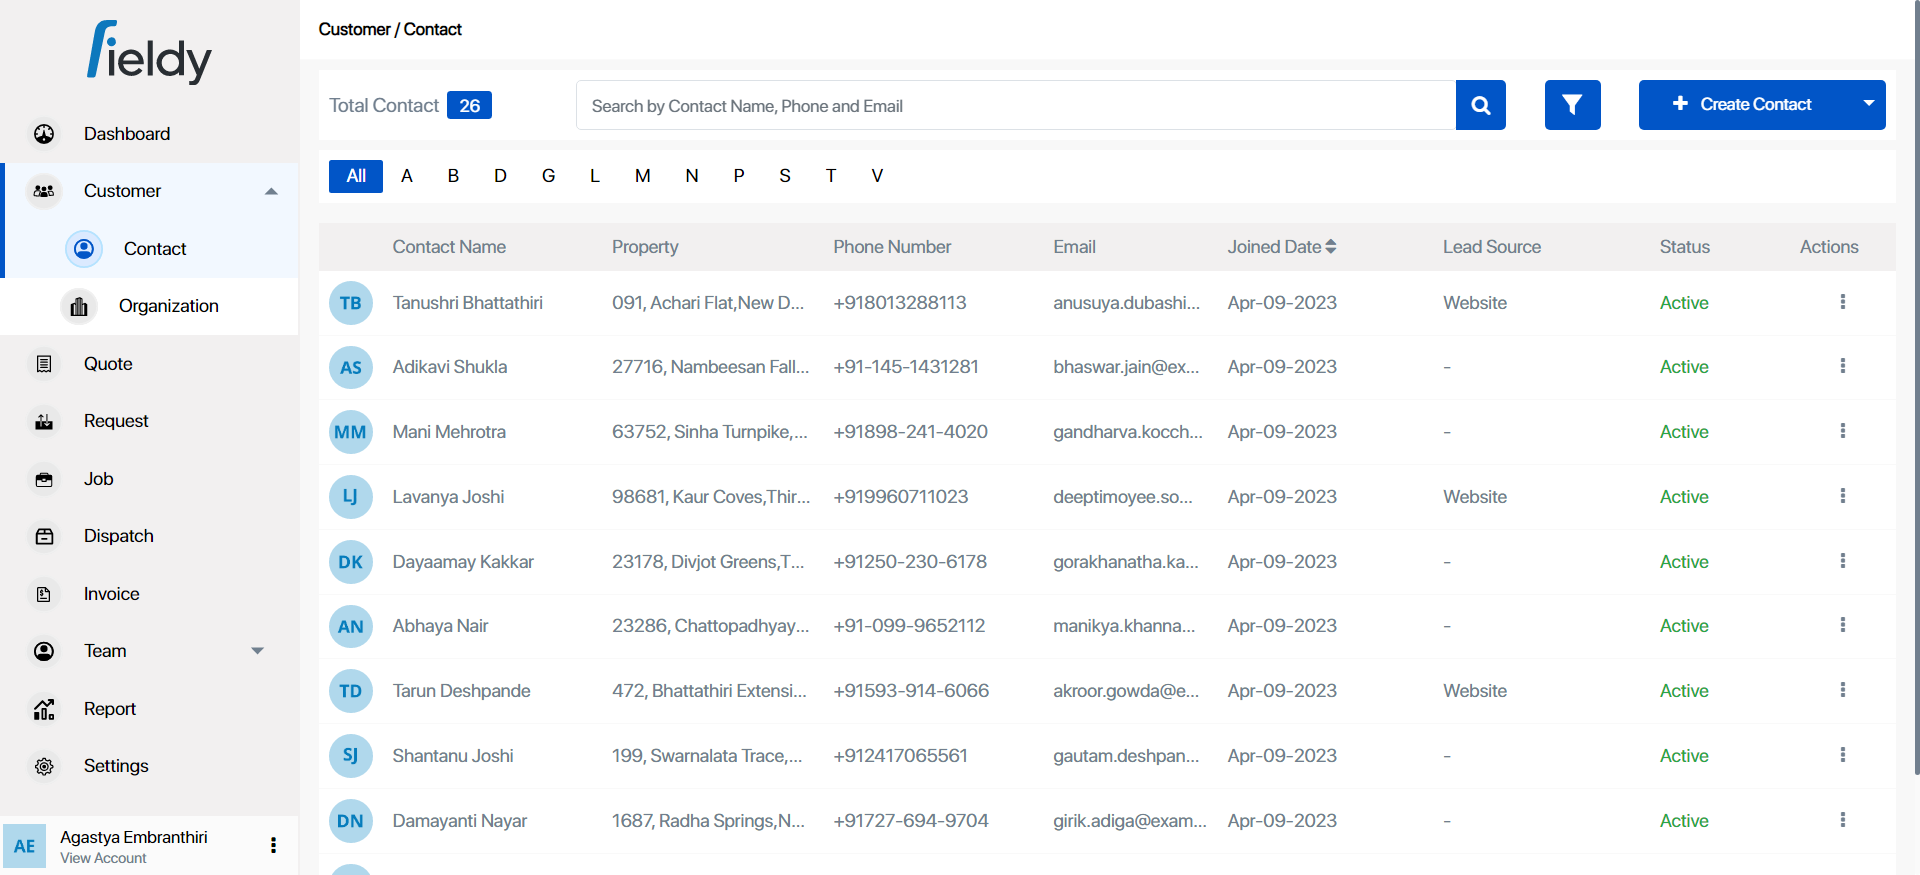 fieldy
Dashboard
Customer
Contact
Organization
Quote
Request
Job
Dispatch
Invoice
Team
Report
Settings
AE
Agastya Embranthiri
View Account
Customer / Contact
Total Contact 26
Search by Contact Name, Phone and Email
Create Contact
All A B D G L M N P S T V
Contact Name Property Phone Number Email Joined Date Lead Source Status Actions
TB Tanushri Bhattathiri 091, Achari Flat,New D... +918013288113 anusuya.dubashi... Apr-09-2023 Website Active
AS Adikavi Shukla 27716, Nambeesan Fall... +91-145-1431281 bhaswar.jain@ex... Apr-09-2023 - Active
MM Mani Mehrotra 63752, Sinha Turnpike,... +91898-241-4020 gandharva.kocch... Apr-09-2023 - Active
LJ Lavanya Joshi 98681, Kaur Coves,Thir... +919960711023 deeptimoyee.so... Apr-09-2023 Website Active
DK Dayaamay Kakkar 23178, Divjot Greens,T... +91250-230-6178 gorakhanatha.ka... Apr-09-2023 - Active
AN Abhaya Nair 23286, Chattopadhyay... +91-099-9652112 manikya.khanna... Apr-09-2023 - Active
TD Tarun Deshpande 472, Bhattathiri Extensi... +91593-914-6066 akroor.gowda@e... Apr-09-2023 Website Active
SJ Shantanu Joshi 199, Swarnalata Trace,... +912417065561 gautam.deshpan... Apr-09-2023 - Active
DN Damayanti Nayar 1687, Radha Springs,N... +91727-694-9704 girik.adiga@exam... Apr-09-2023 - Active